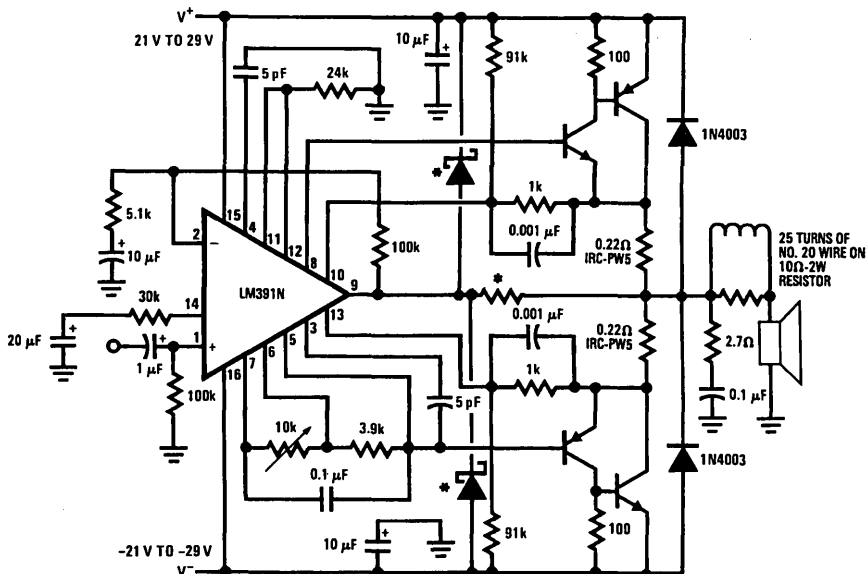 V+
21 V TO 29 V
10 µF
+
91k
100
5 pF
24k
1N4003
*
5.1k
1k
15
4
11
12
8
10
9
2
−
100k
0.001 µF
0.22Ω
IRC-PW5
25 TURNS OF
NO. 20 WIRE ON
10Ω-2W
RESISTOR
+
10 µF
LM391N
*
30k
14
13
0.001 µF
+
20 µF
+
1 µF
1
+
3
5
6
7
16
0.22Ω
IRC-PW5
2.7Ω
1k
100k
5 pF
0.1 µF
10k
3.9k
0.1 µF
*
1N4003
+
10 µF
91k
100
−21 V TO −29 V
V−